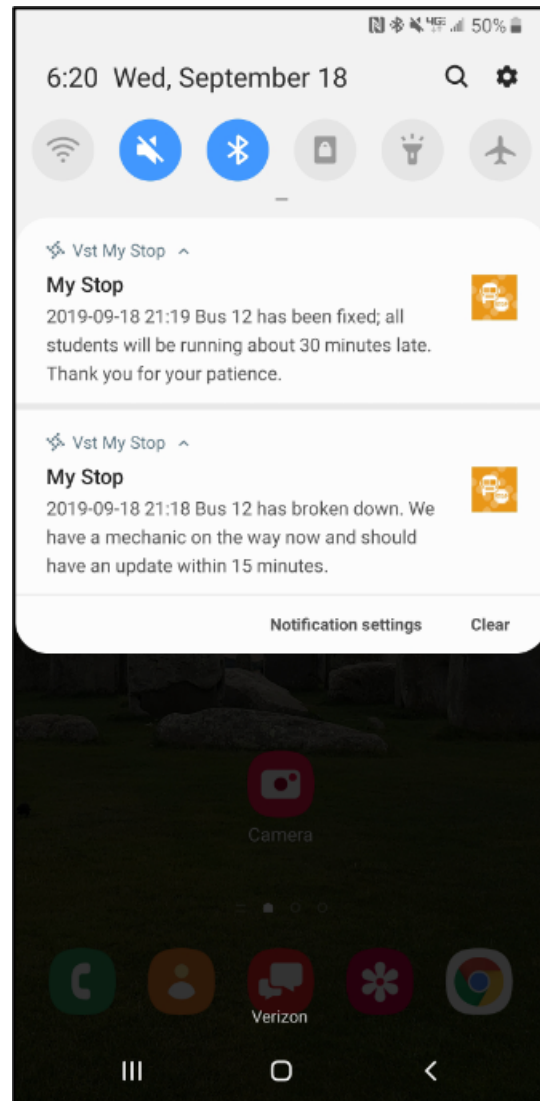 50%
6:20 Wed, September 18
Vst My Stop
My Stop
2019-09-18 21:19 Bus 12 has been fixed; all
students will be running about 30 minutes late.
Thank you for your patience.
Vst My Stop
My Stop
2019-09-18 21:18 Bus 12 has broken down. We
have a mechanic on the way now and should
have an update within 15 minutes.
Notification settings Clear
Camera
Verizon